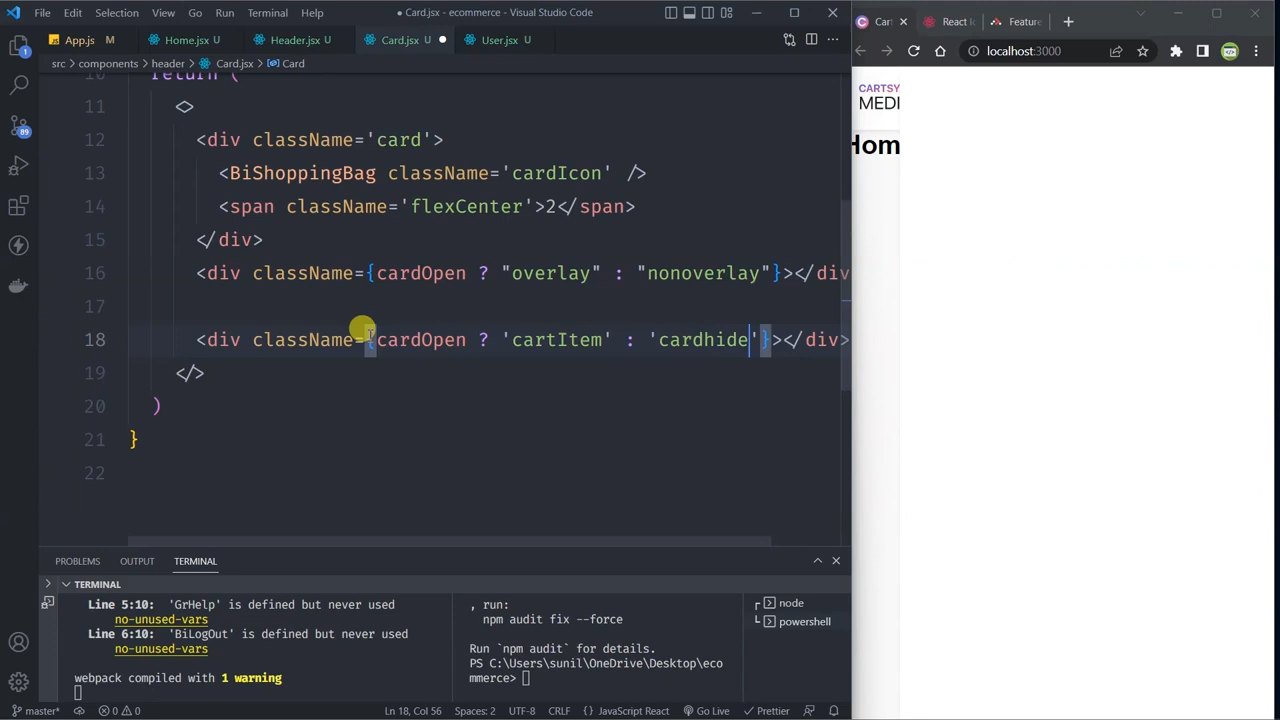 File Edit Selection View Go Run Terminal Help
● Card.jsx - ecommerce - Visual Studio Code
App.js M
Home.jsx U
Header.jsx U
Card.jsx U
User.jsx U
src > components > header > Card.jsx > Card
10 return (
11 <>
12 <div className='card'>
13 <BiShoppingBag className='cardIcon' />
14 <span className='flexCenter'>2</span>
15 </div>
16 <div className={cardOpen ? "overlay" : "nonoverlay"}></div
17
18 <div className={cardOpen ? 'cartItem' : 'cardhide'}></div>
19 </>
20 )
21 }
22
PROBLEMS OUTPUT TERMINAL
TERMINAL
Line 5:10: 'GrHelp' is defined but never used
no-unused-vars
Line 6:10: 'BiLogOut' is defined but never used
no-unused-vars
webpack compiled with 1 warning
, run:
npm audit fix --force
Run `npm audit` for details.
PS C:\Users\sunil\OneDrive\Desktop\eco
mmerce>
node
powershell
1
89
master*
0 0
Ln 18, Col 56
Spaces: 2
UTF-8
CRLF
{} JavaScript React
Go Live
Prettier
Cart
React I
Feature
localhost:3000
CARTSY
MEDI
Hom